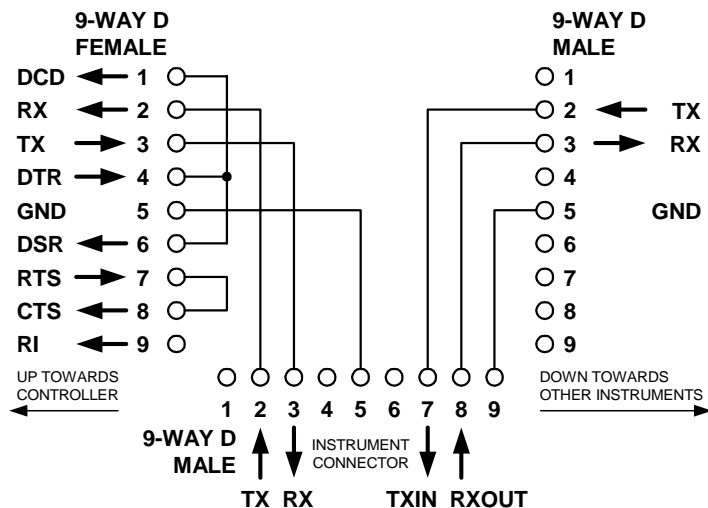 9-WAY D
FEMALE
DCD 1
RX 2
TX 3
DTR 4
GND 5
DSR 6
RTS 7
CTS 8
RI 9
UP TOWARDS
CONTROLLER
9-WAY D
MALE
1
2 TX
3 RX
4
5 GND
6
7
8
9
DOWN TOWARDS
OTHER INSTRUMENTS
1 2 3 4 5 6 7 8 9
9-WAY D
MALE
INSTRUMENT
CONNECTOR
TX RX TXIN RXOUT